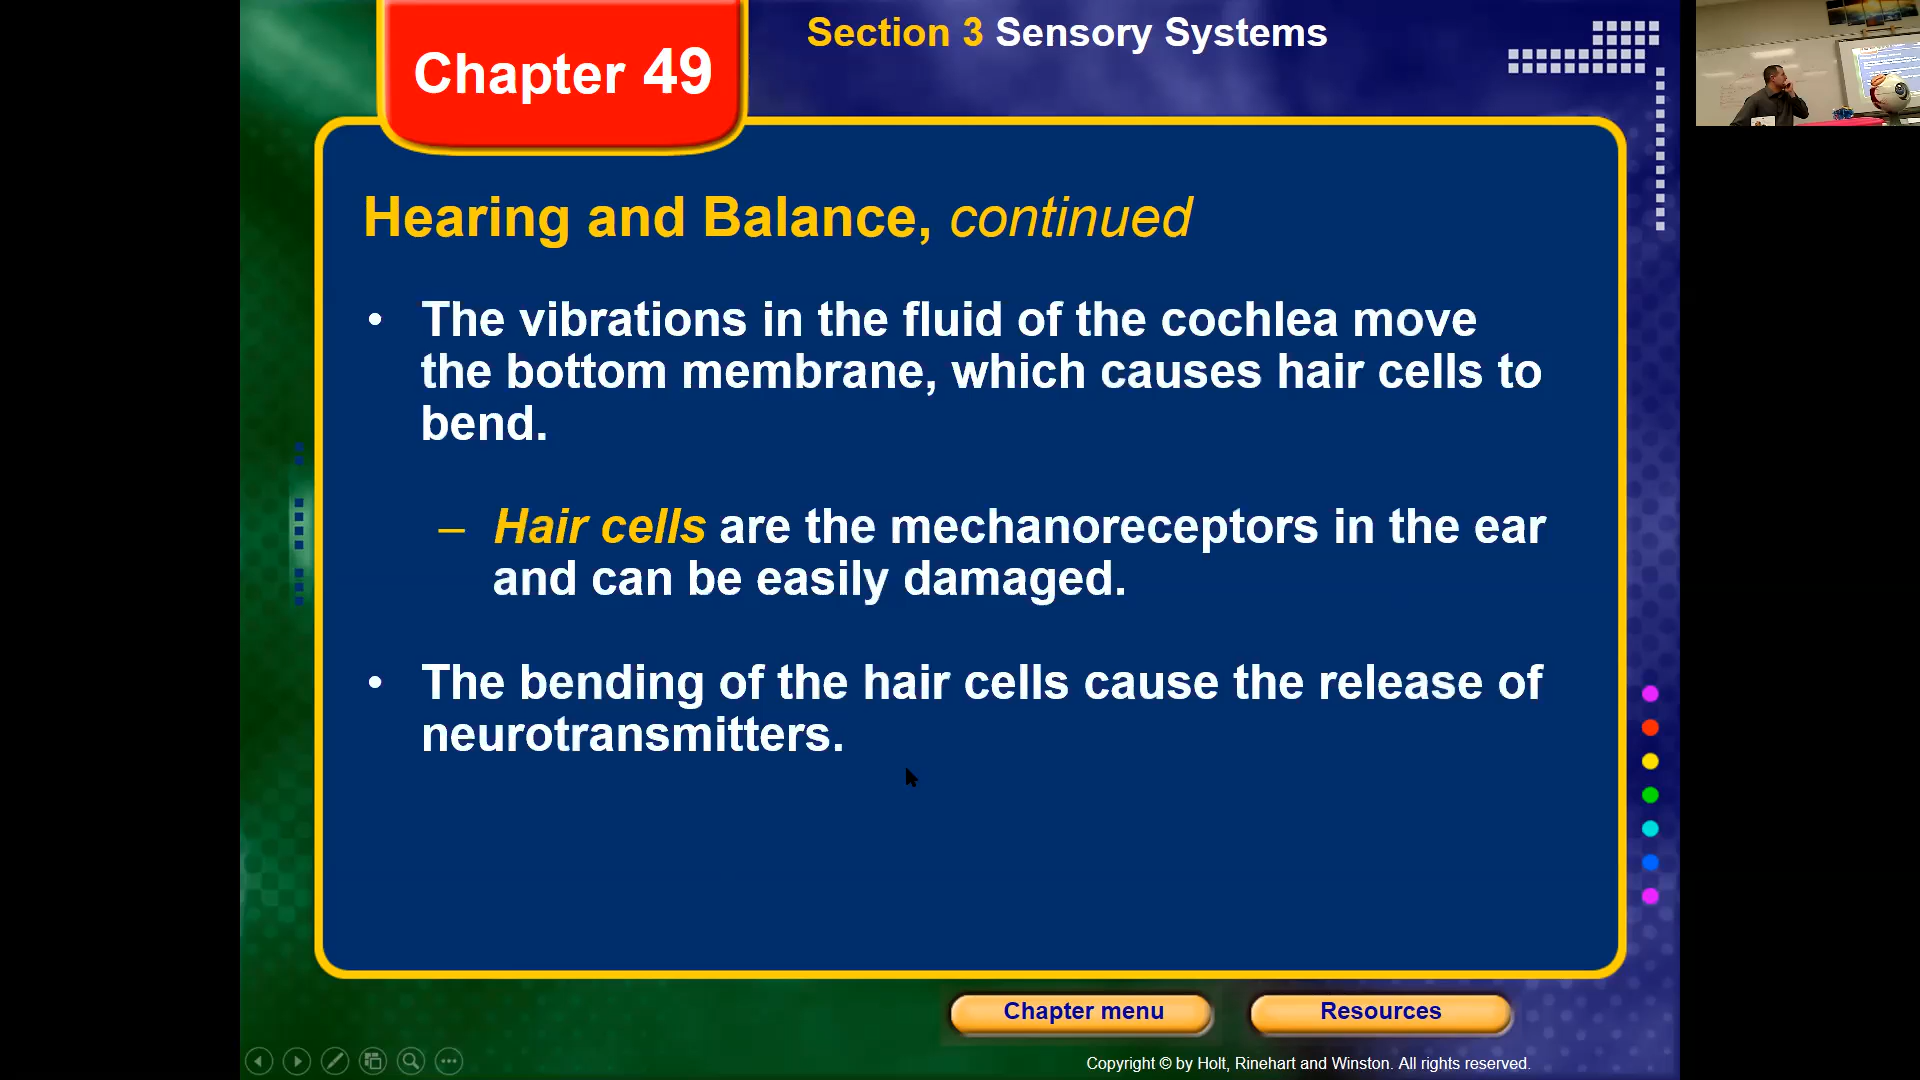 Chapter 49
Section 3 Sensory Systems
Hearing and Balance, continued
• The vibrations in the fluid of the cochlea move
the bottom membrane, which causes hair cells to
bend.
– Hair cells are the mechanoreceptors in the ear
and can be easily damaged.
• The bending of the hair cells cause the release of
neurotransmitters.
Chapter menu
Resources
Copyright © by Holt, Rinehart and Winston. All rights reserved.